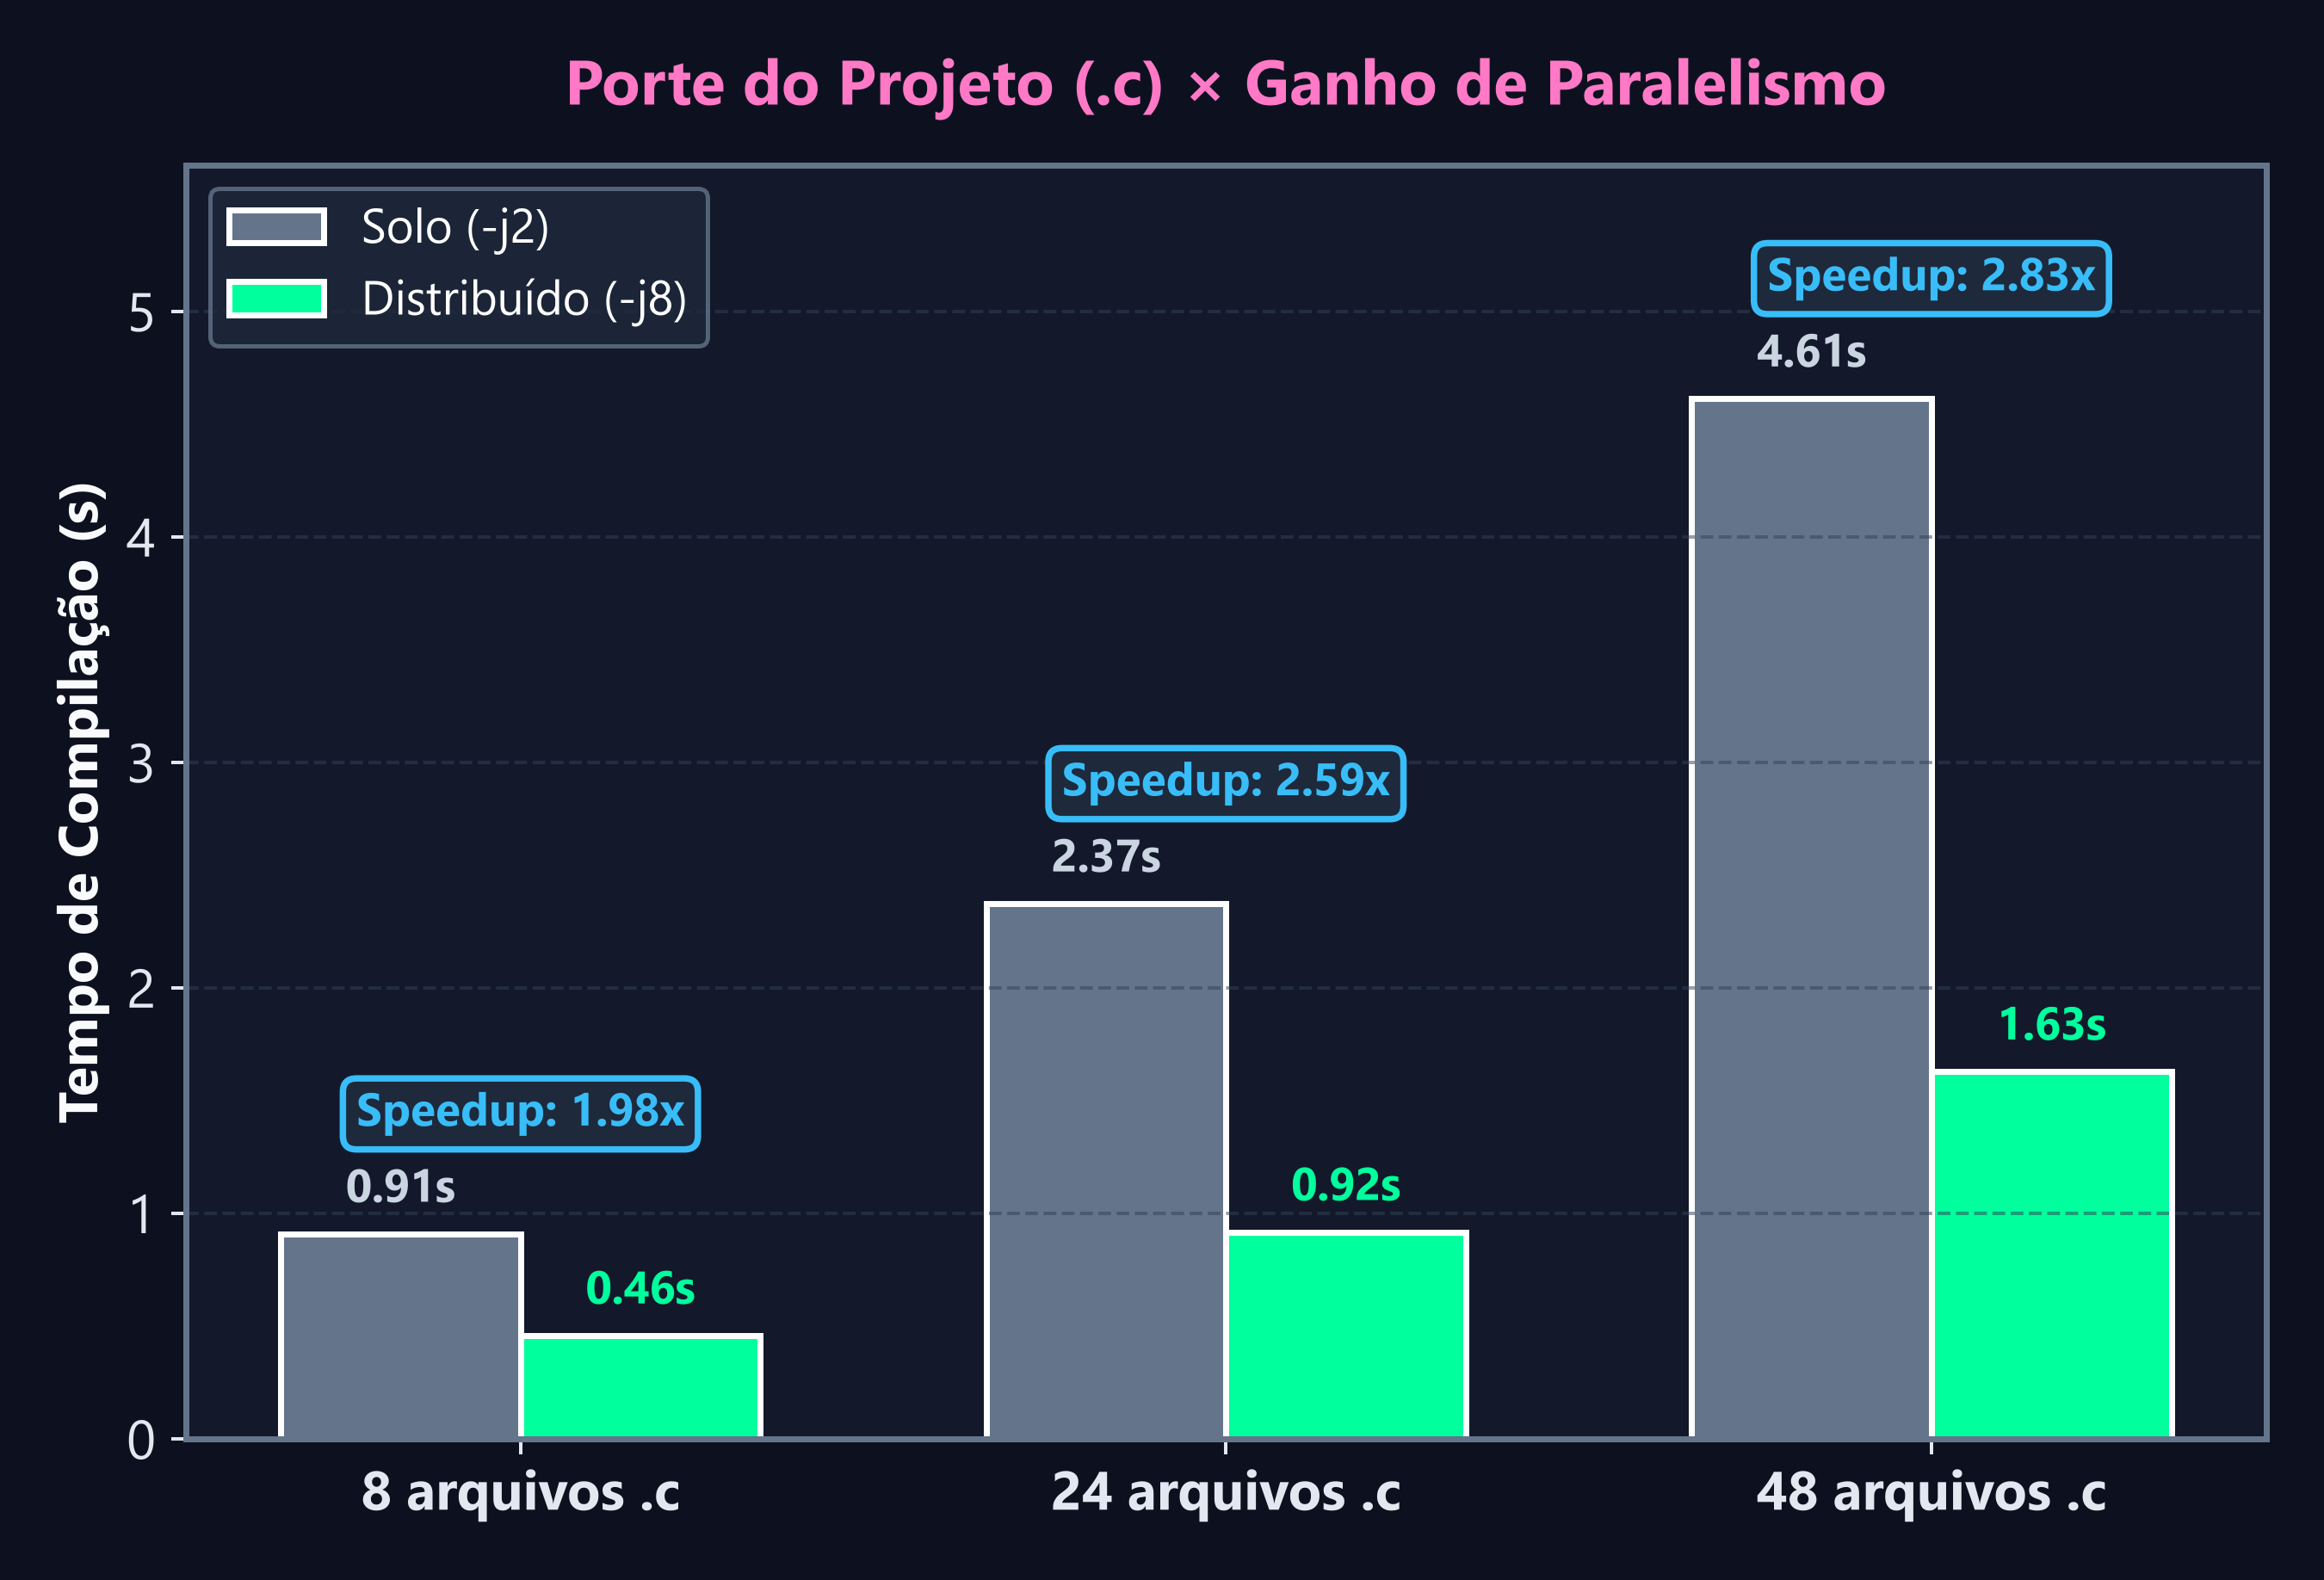 Porte do Projeto (.c) × Ganho de Paralelismo
Solo (-j2)
Distribuído (-j8)
Tempo de Compilação (s)
5
4
3
2
1
0
Speedup: 1.98x
0.91s
0.46s
Speedup: 2.59x
2.37s
0.92s
Speedup: 2.83x
4.61s
1.63s
8 arquivos .c
24 arquivos .c
48 arquivos .c